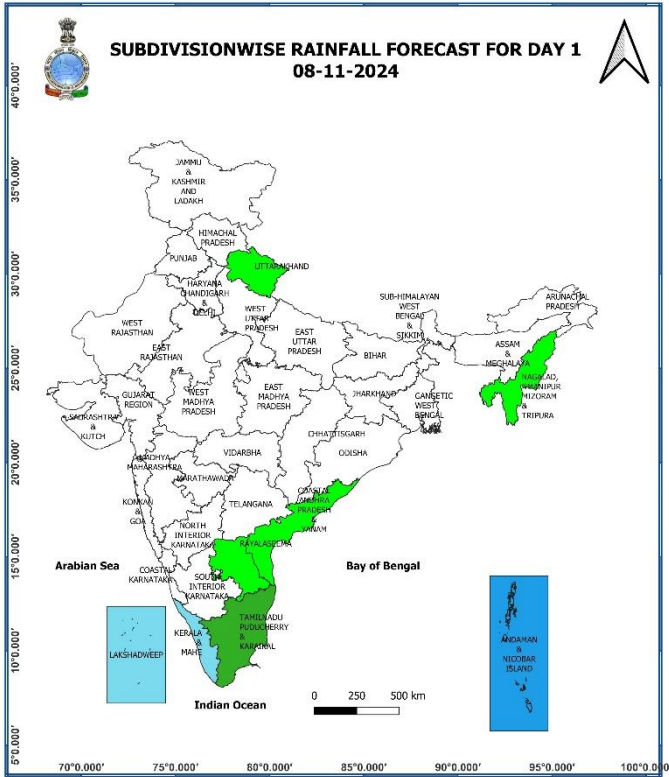 SUBDIVISIONWISE RAINFALL FORECAST FOR DAY 1
08-11-2024
40°0.000'
35°0.000'
30°0.000'
25°0.000'
20°0.000'
15°0.000'
10°0.000'
5°0.000'
JAMMU
&
KASHMIR
AND
LADAKH
HIMACHAL
PRADESH
PUNJAB
UTTARAKHAND
HARYANA
CHANDIGARH
&
DELHI
WEST
UTTAR
PRADESH
EAST
UTTAR
PRADESH
WEST
RAJASTHAN
EAST
RAJASTHAN
SUB-HIMALAYAN
WEST
BENGAL
&
SIKKIM
ARUNACHAL
PRADESH
ASSAM
&
MEGHALAYA
NAGALAD,
MANIPUR
MIZORAM
&
TRIPURA
BIHAR
JHARKHAND
GANGETIC
WEST
BENGAL
GUJARAT
REGION
SAURASHTRA
&
KUTCH
WEST
MADHYA
PRADESH
EAST
MADHYA
PRADESH
CHHATTISGARH
ODISHA
VIDARBHA
MADHYA
MAHARASHTRA
MARATHAWADA
KONKAN
&
GOA
TELANGANA
COASTAL
ANDHRA
PRADESH
&
YANAM
NORTH
INTERIOR
KARNATAKA
RAYALASEEMA
COASTAL
KARNATAKA
SOUTH
INTERIOR
KARNATAKA
Arabian Sea
Bay of Bengal
TAMILNADU
PUDUCHERRY
&
KARAIKAL
KERALA
&
MAHE
LAKSHADWEEP
ANDAMAN
&
NICOBAR
ISLAND
Indian Ocean
0 250 500 km
70°0.000' 75°0.000' 80°0.000' 85°0.000' 90°0.000' 95°0.000' 100°0.000'